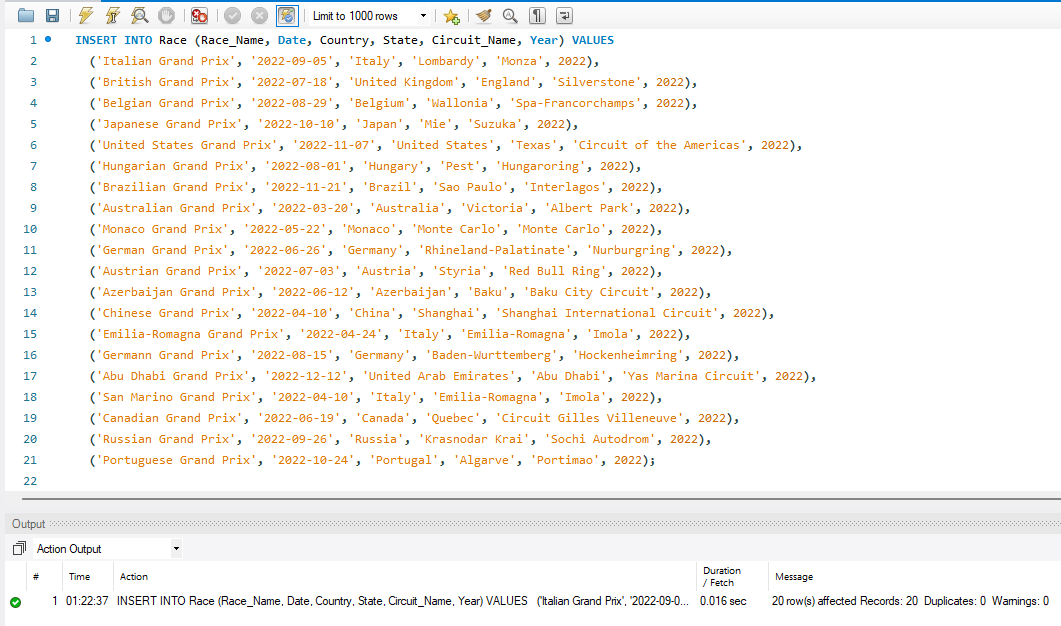 Limit to 1000 rows
1 INSERT INTO Race (Race_Name, Date, Country, State, Circuit_Name, Year) VALUES
2 ('Italian Grand Prix', '2022-09-05', 'Italy', 'Lombardy', 'Monza', 2022),
3 ('British Grand Prix', '2022-07-18', 'United Kingdom', 'England', 'Silverstone', 2022),
4 ('Belgian Grand Prix', '2022-08-29', 'Belgium', 'Wallonia', 'Spa-Francorchamps', 2022),
5 ('Japanese Grand Prix', '2022-10-10', 'Japan', 'Mie', 'Suzuka', 2022),
6 ('United States Grand Prix', '2022-11-07', 'United States', 'Texas', 'Circuit of the Americas', 2022),
7 ('Hungarian Grand Prix', '2022-08-01', 'Hungary', 'Pest', 'Hungaroring', 2022),
8 ('Brazilian Grand Prix', '2022-11-21', 'Brazil', 'Sao Paulo', 'Interlagos', 2022),
9 ('Australian Grand Prix', '2022-03-20', 'Australia', 'Victoria', 'Albert Park', 2022),
10 ('Monaco Grand Prix', '2022-05-22', 'Monaco', 'Monte Carlo', 'Monte Carlo', 2022),
11 ('German Grand Prix', '2022-06-26', 'Germany', 'Rhineland-Palatinate', 'Nurburgring', 2022),
12 ('Austrian Grand Prix', '2022-07-03', 'Austria', 'Styria', 'Red Bull Ring', 2022),
13 ('Azerbaijan Grand Prix', '2022-06-12', 'Azerbaijan', 'Baku', 'Baku City Circuit', 2022),
14 ('Chinese Grand Prix', '2022-04-10', 'China', 'Shanghai', 'Shanghai International Circuit', 2022),
15 ('Emilia-Romagna Grand Prix', '2022-04-24', 'Italy', 'Emilia-Romagna', 'Imola', 2022),
16 ('Germann Grand Prix', '2022-08-15', 'Germany', 'Baden-Wurttemberg', 'Hockenheimring', 2022),
17 ('Abu Dhabi Grand Prix', '2022-12-12', 'United Arab Emirates', 'Abu Dhabi', 'Yas Marina Circuit', 2022),
18 ('San Marino Grand Prix', '2022-04-10', 'Italy', 'Emilia-Romagna', 'Imola', 2022),
19 ('Canadian Grand Prix', '2022-06-19', 'Canada', 'Quebec', 'Circuit Gilles Villeneuve', 2022),
20 ('Russian Grand Prix', '2022-09-26', 'Russia', 'Krasnodar Krai', 'Sochi Autodrom', 2022),
21 ('Portuguese Grand Prix', '2022-10-24', 'Portugal', 'Algarve', 'Portimao', 2022);
22
Output
Action Output
# Time Action Duration / Fetch Message
1 01:22:37 INSERT INTO Race (Race_Name, Date, Country, State, Circuit_Name, Year) VALUES ('Italian Grand Prix', '2022-09-0... 0.016 sec 20 row(s) affected Records: 20 Duplicates: 0 Warnings: 0